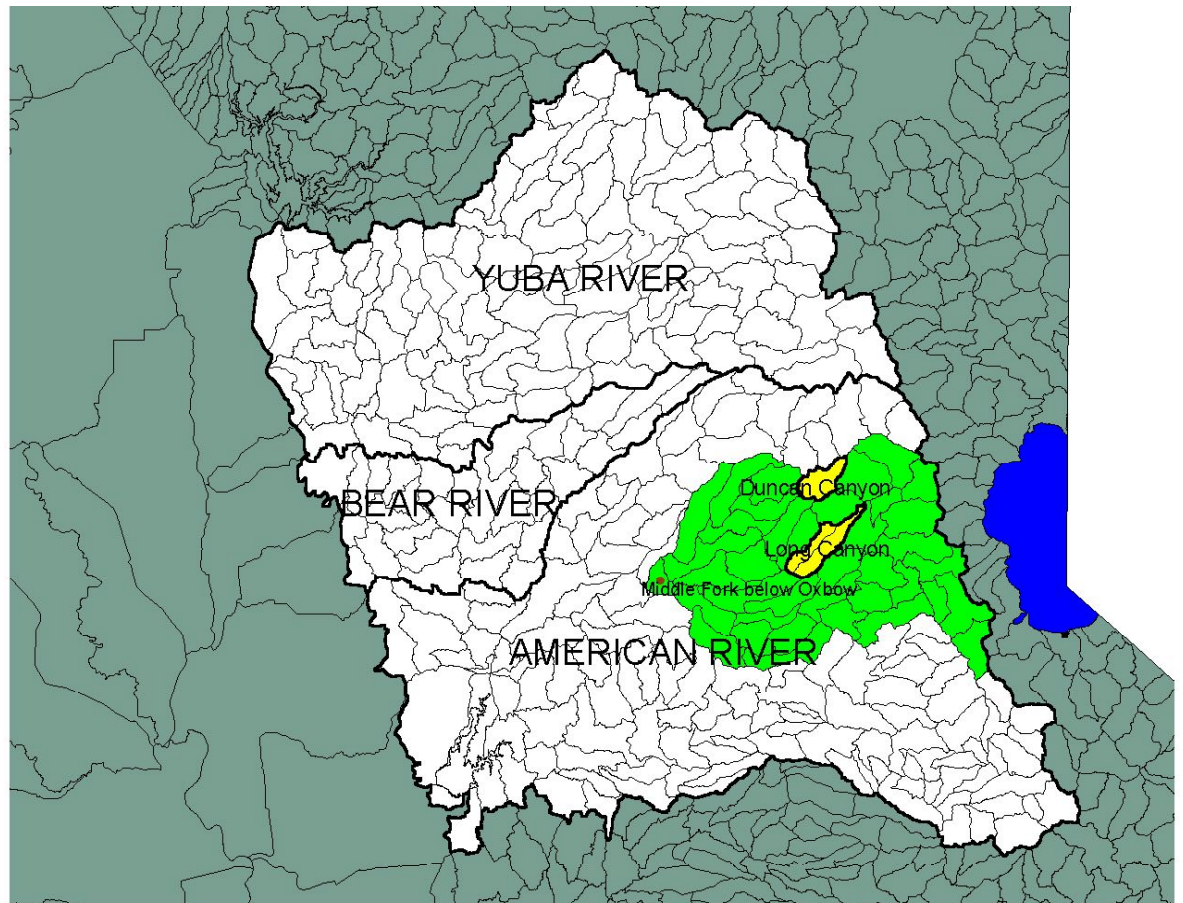 YUBA RIVER
BEAR RIVER
Duncan Canyon
Long Canyon
Middle Fork below Oxbow
AMERICAN RIVER